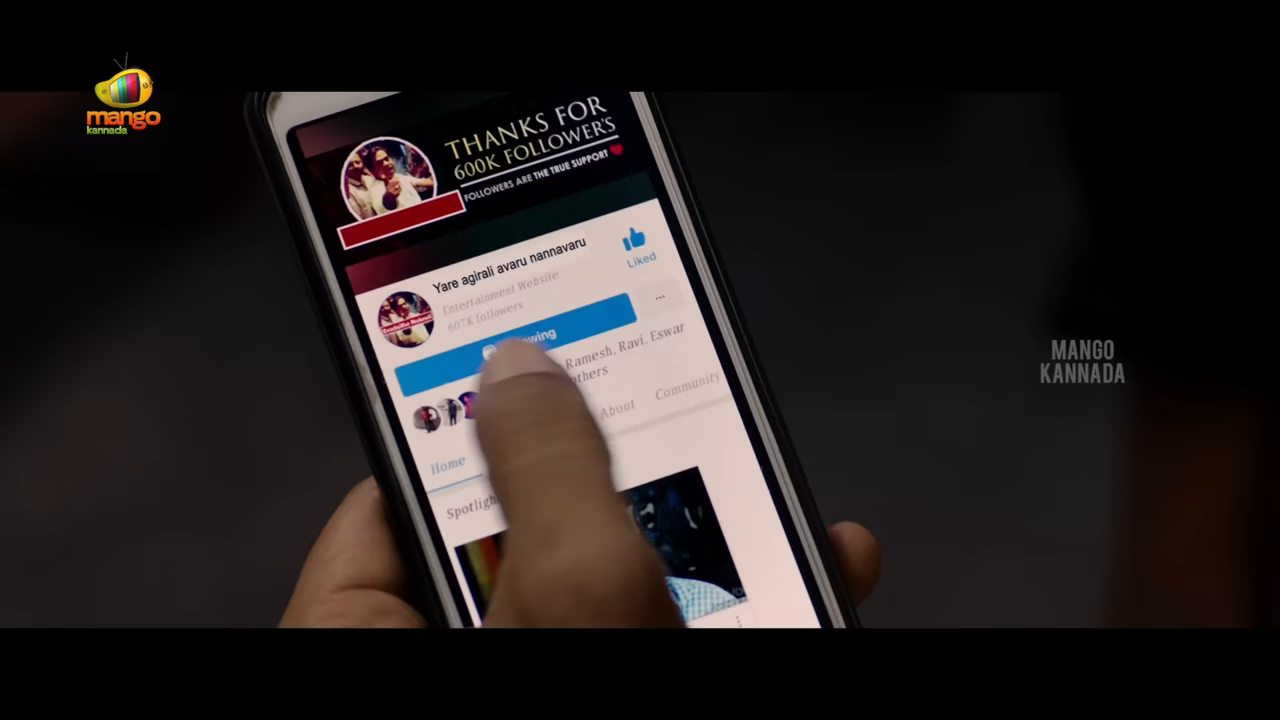 mango
kannada
THANKS FOR
600K FOLLOWER'S
FOLLOWERS ARE THE TRUE SUPPORT
Yare agirali avaru nannavaru
Entertainment Website
607K followers
Liked
...
Ramesh, Ravi, Eswar
others
Home
About
Community
MANGO
KANNADA